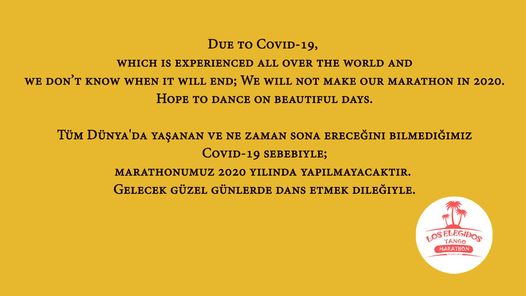 Due to Covid-19,
which is experienced all over the world and
we don't know when it will end; We will not make our marathon in 2020.
Hope to dance on beautiful days.
Tüm Dünya'da yaşanan ve ne zaman sona ereceğini bilmediğimiz
Covid-19 sebebiyle;
marathonumuz 2020 yılında yapılmayacaktır.
Gelecek güzel günlerde dans etmek dileğiyle.
LOS ELEGIDOS
TANGO
MARATHON